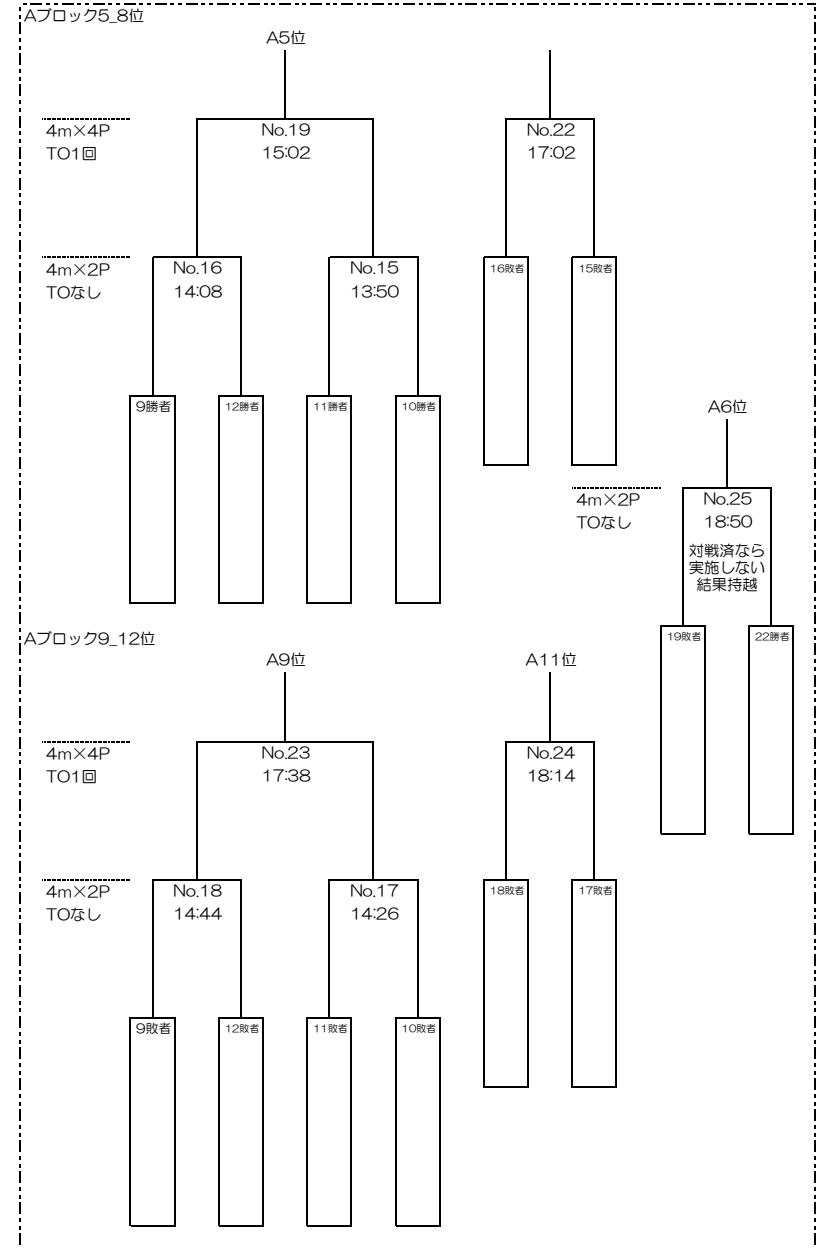 Aブロック5_8位
A5位
4m×4P
TO1回
No.19
15:02
No.22
17:02
4m×2P
TOなし
No.16
14:08
No.15
13:50
16敗者
15敗者
9勝者
12勝者
11勝者
10勝者
A6位
4m×2P
TOなし
No.25
18:50
対戦済なら
実施しない
結果持越
19敗者
22勝者
Aブロック9_12位
A9位
A11位
4m×4P
TO1回
No.23
17:38
No.24
18:14
4m×2P
TOなし
No.18
14:44
No.17
14:26
18敗者
17敗者
9敗者
12敗者
11敗者
10敗者